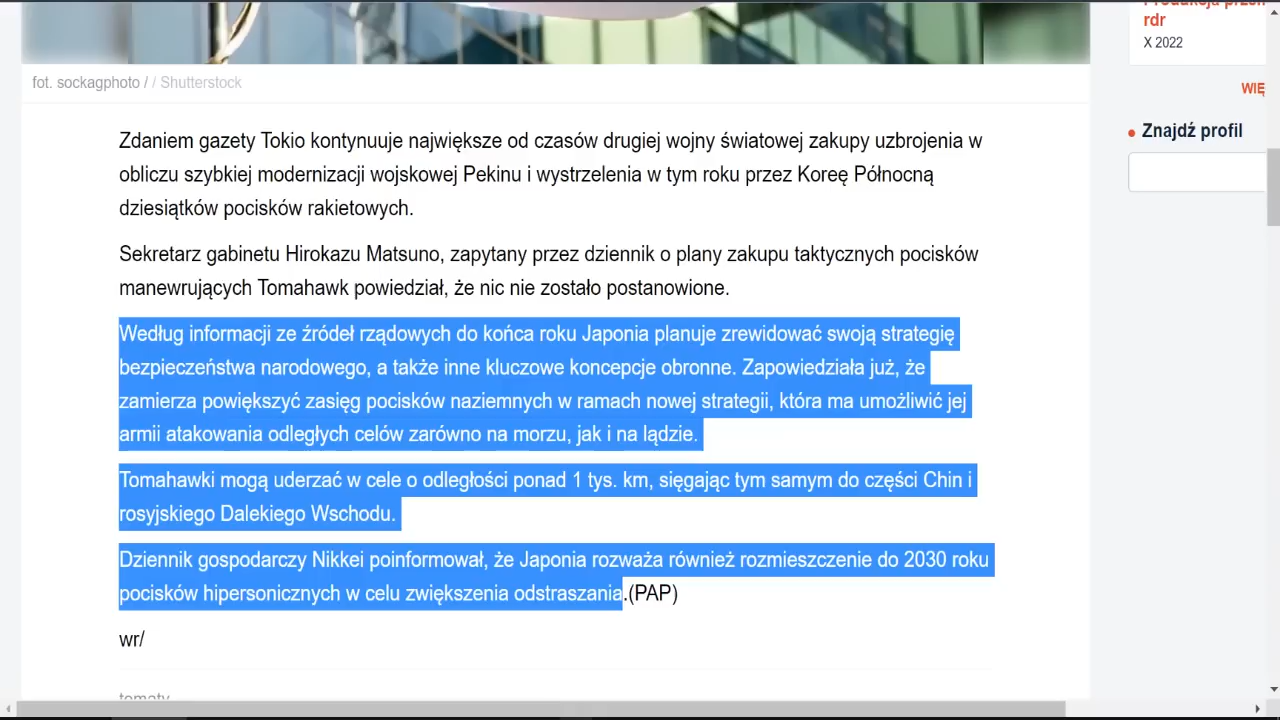 rdr
X 2022
fot. sockagphoto / / Shutterstock
WIĘ
Znajdź profil
Zdaniem gazety Tokio kontynuuje największe od czasów drugiej wojny światowej zakupy uzbrojenia w
obliczu szybkiej modernizacji wojskowej Pekinu i wystrzelenia w tym roku przez Koreę Północną
dziesiątków pocisków rakietowych.
Sekretarz gabinetu Hirokazu Matsuno, zapytany przez dziennik o plany zakupu taktycznych pocisków
manewrujących Tomahawk powiedział, że nic nie zostało postanowione.
Według informacji ze źródeł rządowych do końca roku Japonia planuje zrewidować swoją strategię
bezpieczeństwa narodowego, a także inne kluczowe koncepcje obronne. Zapowiedziała już, że
zamierza powiększyć zasięg pocisków naziemnych w ramach nowej strategii, która ma umożliwić jej
armii atakowania odległych celów zarówno na morzu, jak i na lądzie.
Tomahawki mogą uderzać w cele o odległości ponad 1 tys. km, sięgając tym samym do części Chin i
rosyjskiego Dalekiego Wschodu.
Dziennik gospodarczy Nikkei poinformował, że Japonia rozważa również rozmieszczenie do 2030 roku
pocisków hipersonicznych w celu zwiększenia odstraszania.(PAP)
wr/
tematy